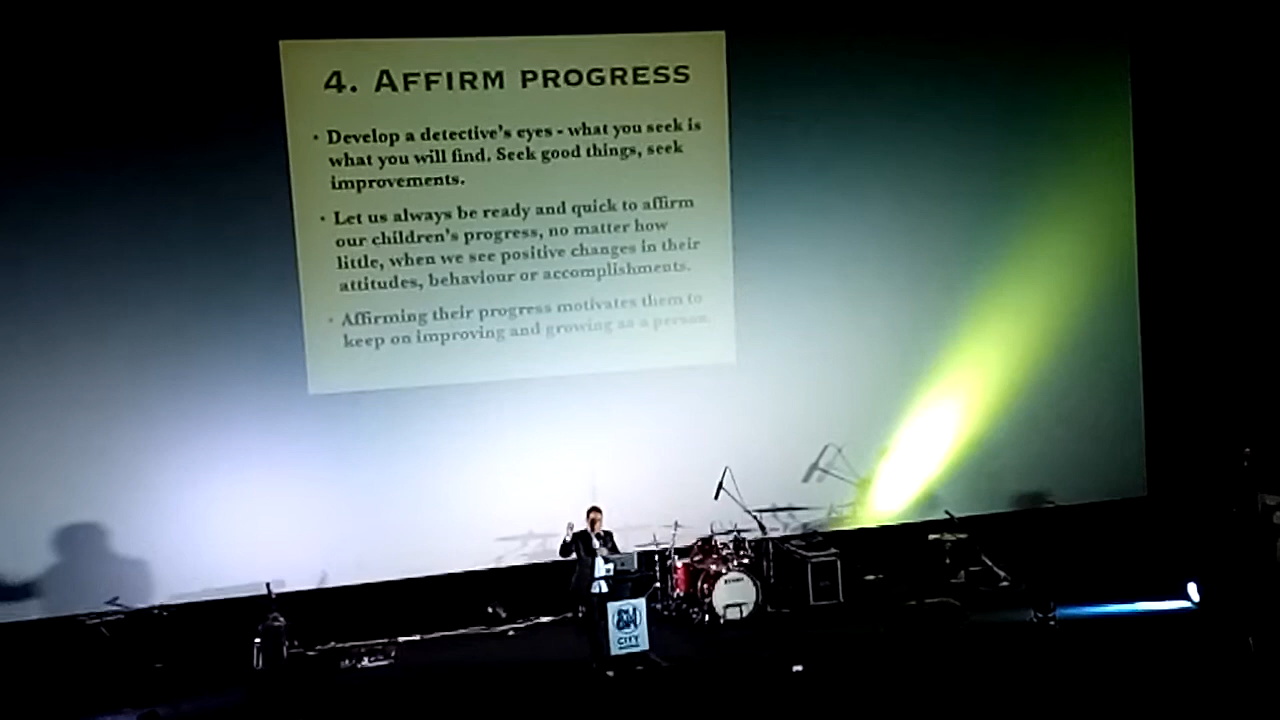 4. AFFIRM PROGRESS
• Develop a detective's eyes - what you seek is
what you will find. Seek good things, seek
improvements.
• Let us always be ready and quick to affirm
our children's progress, no matter how
little, when we see positive changes in their
attitudes, behaviour or accomplishments.
• Affirming their progress motivates them to
keep on improving and growing as a person.
SM
CITY